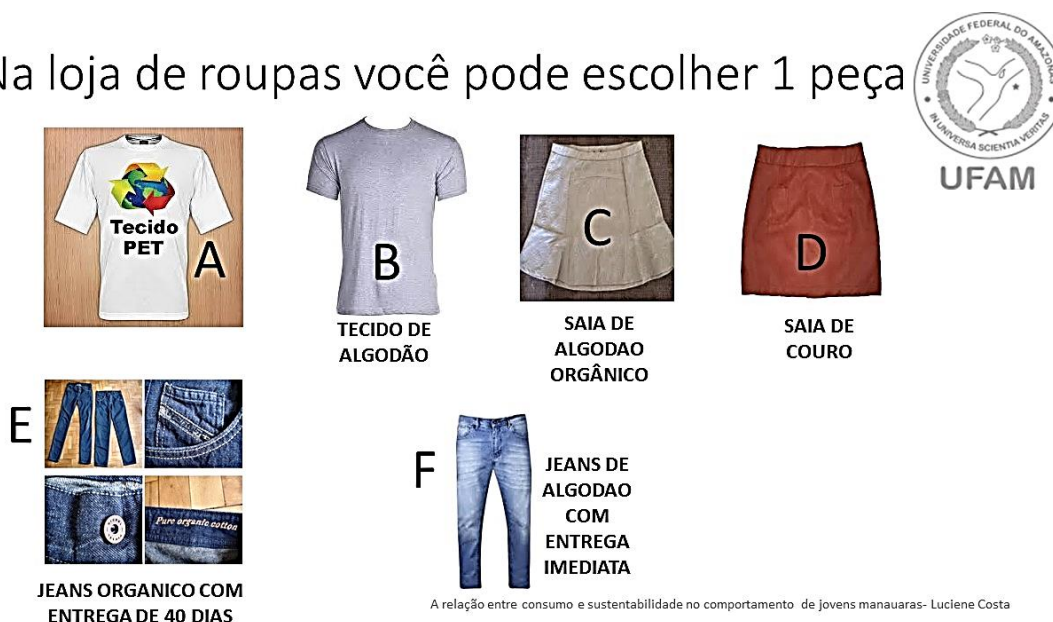 Na loja de roupas você pode escolher 1 peça
UNIVERSIDADE FEDERAL DO AMAZONAS
IN UNIVERSA SCIENTIA VERITAS
UFAM
Tecido
PET
A
B
TECIDO DE
ALGODÃO
C
SAIA DE
ALGODAO
ORGÂNICO
D
SAIA DE
COURO
E
Pure organic cotton
JEANS ORGANICO COM
ENTREGA DE 40 DIAS
F
JEANS DE
ALGODAO
COM
ENTREGA
IMEDIATA
A relação entre consumo e sustentabilidade no comportamento de jovens manauaras- Luciene Costa